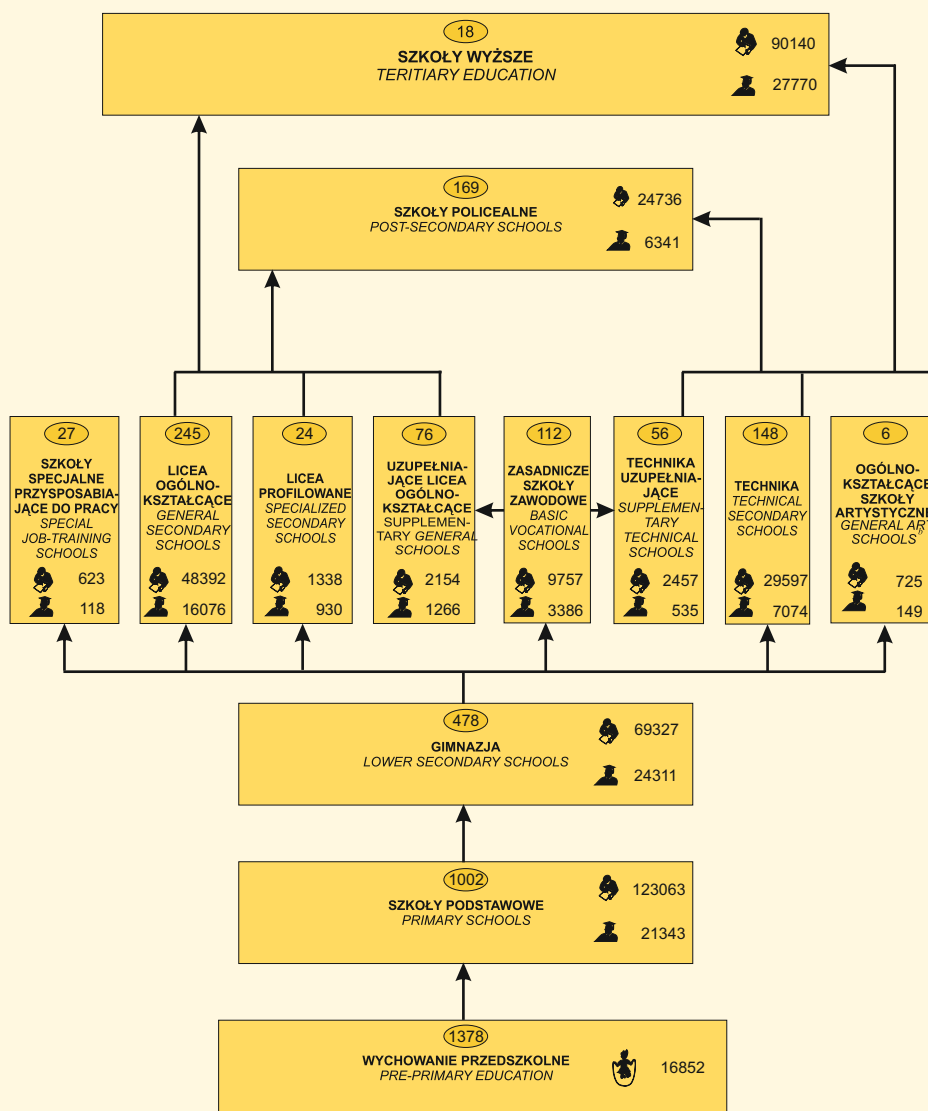 18
SZKOŁY WYŻSZE
TERITIARY EDUCATION
90140
27770
169
SZKOŁY POLICEALNE
POST-SECONDARY SCHOOLS
24736
6341
27
SZKOŁY
SPECJALNE
PRZYSPOSABIA-
JĄCE DO PRACY
SPECIAL
JOB-TRAINING
SCHOOLS
623
118
245
LICEA
OGÓLNO-
KSZTAŁCĄCE
GENERAL
SECONDARY
SCHOOLS
48392
16076
24
LICEA
PROFILOWANE
SPECIALIZED
SECONDARY
SCHOOLS
1338
930
76
UZUPEŁNIA-
JĄCE LICEA
OGÓLNO-
KSZTAŁCĄCE
SUPPLEMEN-
TARY GENERAL
SCHOOLS
2154
1266
112
ZASADNICZE
SZKOŁY
ZAWODOWE
BASIC
VOCATIONAL
SCHOOLS
9757
3386
56
TECHNIKA
UZUPEŁNIA-
JĄCE
SUPPLEMEN-
TARY
TECHNICAL
SCHOOLS
2457
535
148
TECHNIKA
TECHNICAL
SECONDARY
SCHOOLS
29597
7074
6
OGÓLNO-
KSZTAŁCĄCE
SZKOŁY
ARTYSTYCZNE
GENERAL ART
SCHOOLS
725
149
478
GIMNAZJA
LOWER SECONDARY SCHOOLS
69327
24311
1002
SZKOŁY PODSTAWOWE
PRIMARY SCHOOLS
123063
21343
1378
WYCHOWANIE PRZEDSZKOLNE
PRE-PRIMARY EDUCATION
16852